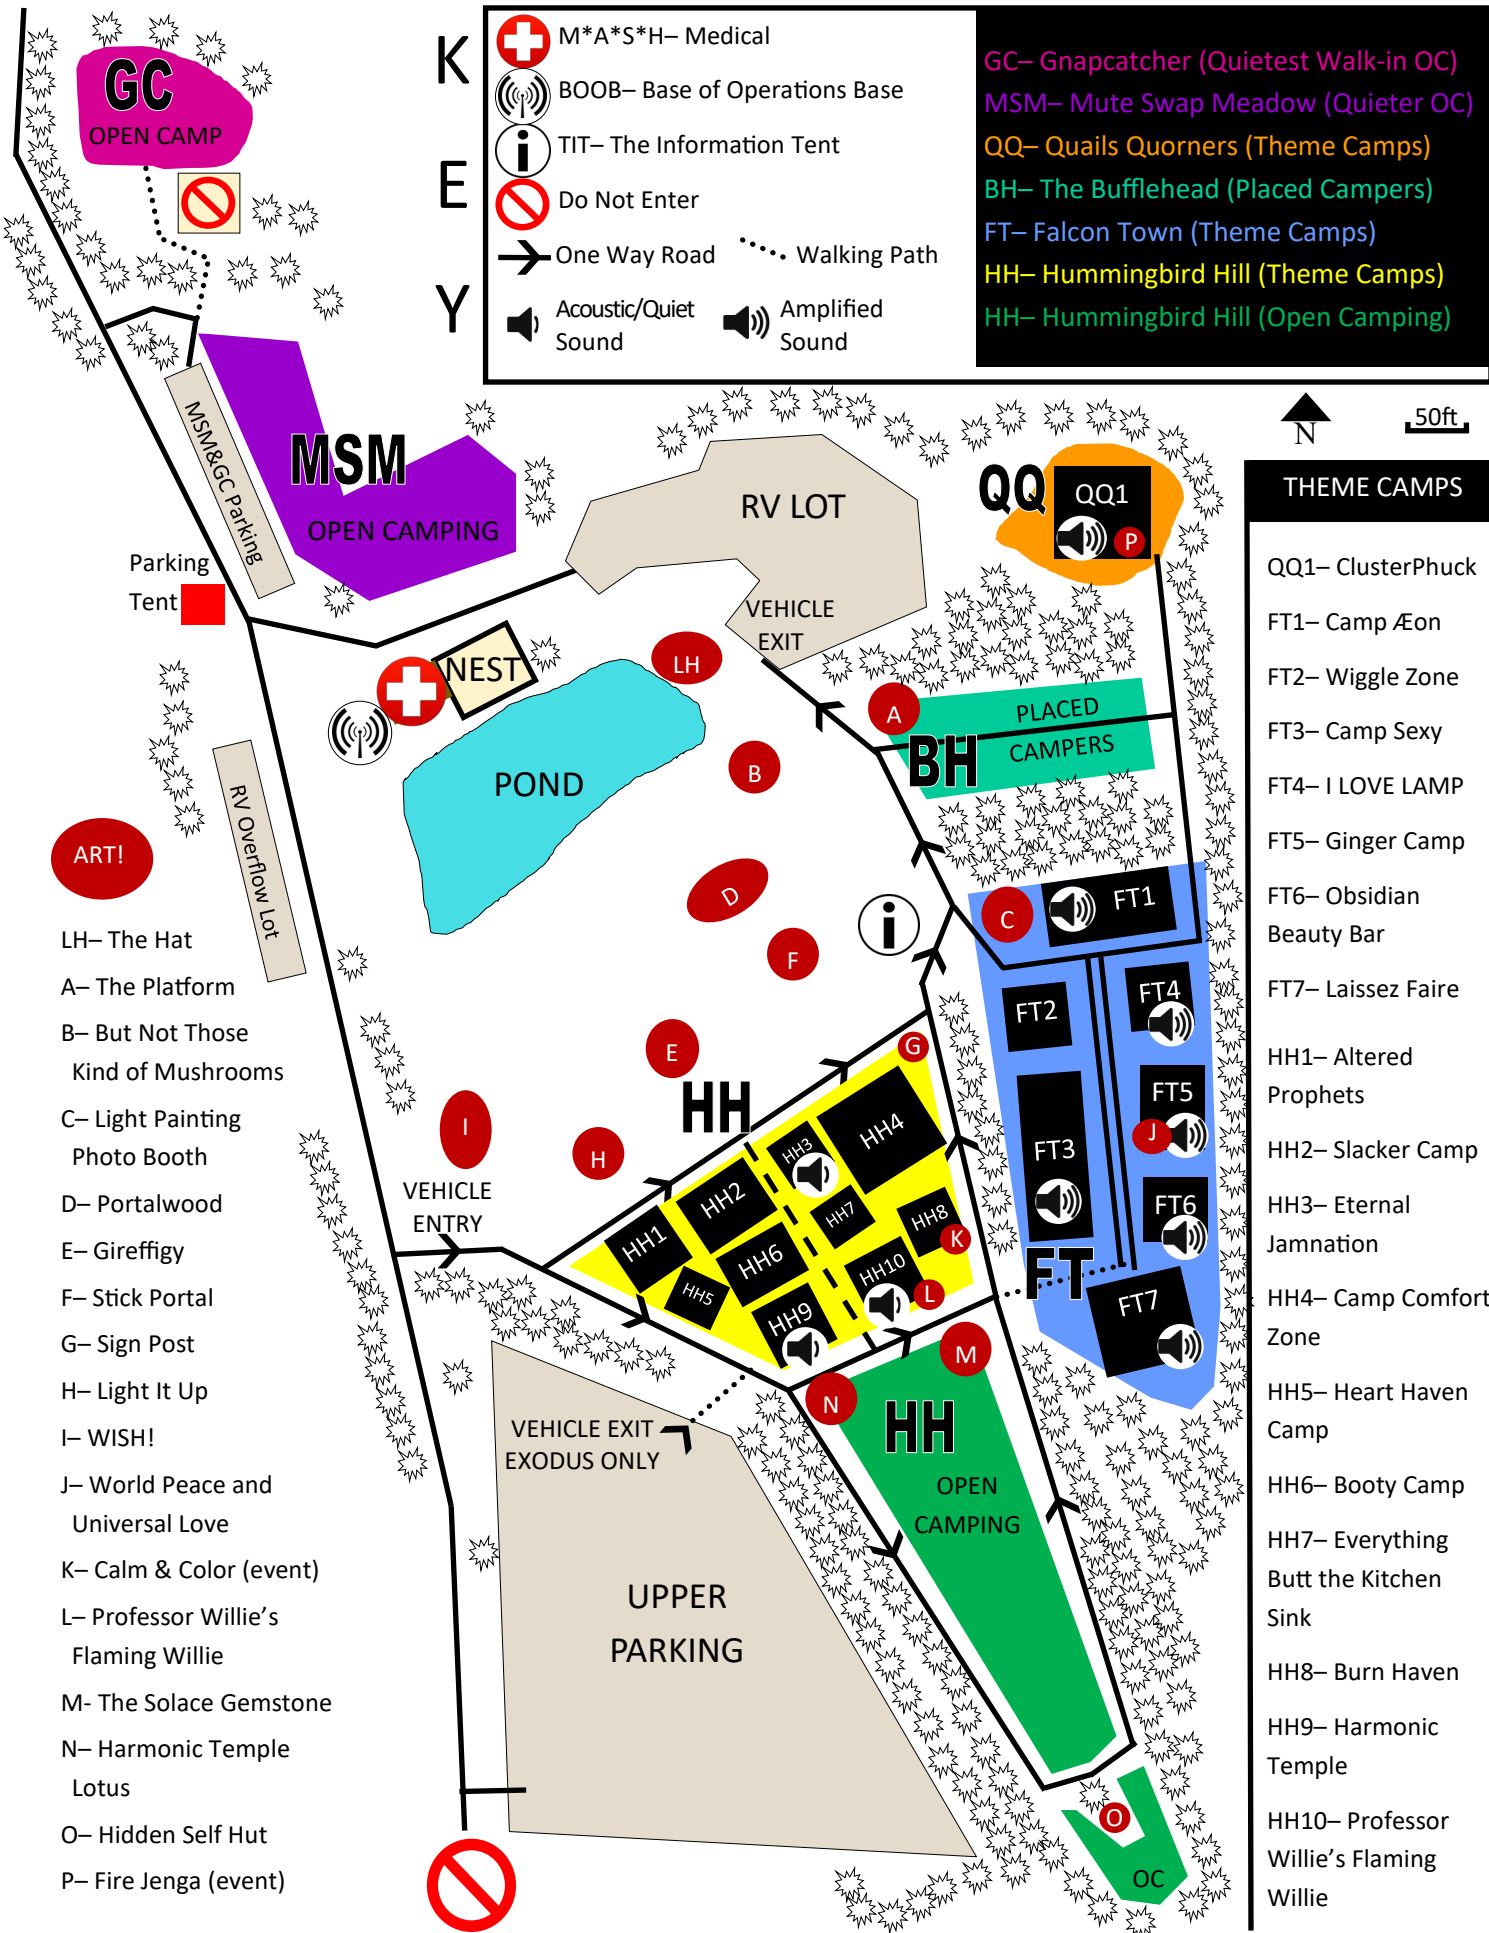 K
E
Y
M*A*S*H– Medical
BOOB– Base of Operations Base
TIT– The Information Tent
Do Not Enter
One Way Road
Walking Path
Acoustic/Quiet
Sound
Amplified
Sound
GC– Gnapcatcher (Quietest Walk-in OC)
MSM– Mute Swap Meadow (Quieter OC)
QQ– Quails Quorners (Theme Camps)
BH– The Bufflehead (Placed Campers)
FT– Falcon Town (Theme Camps)
HH– Hummingbird Hill (Theme Camps)
HH– Hummingbird Hill (Open Camping)
GC
OPEN CAMP
MSM&GC Parking
MSM
OPEN CAMPING
Parking
Tent
RV LOT
VEHICLE
EXIT
QQ
QQ1
P
N
50ft
NEST
LH
A
PLACED
BH
CAMPERS
POND
B
RV Overflow Lot
D
i
C
FT1
F
FT2
FT4
E
G
HH
FT5
J
I
H
HH3
HH4
FT3
VEHICLE
ENTRY
HH2
HH7
HH8
K
FT6
HH1
HH6
HH10
L
HH5
HH9
FT
FT7
M
N
HH
OPEN
CAMPING
VEHICLE EXIT
EXODUS ONLY
UPPER
PARKING
O
OC
ART!
LH– The Hat
A– The Platform
B– But Not Those
Kind of Mushrooms
C– Light Painting
Photo Booth
D– Portalwood
E– Gireffigy
F– Stick Portal
G– Sign Post
H– Light It Up
I– WISH!
J– World Peace and
Universal Love
K– Calm & Color (event)
L– Professor Willie’s
Flaming Willie
M- The Solace Gemstone
N– Harmonic Temple
Lotus
O– Hidden Self Hut
P– Fire Jenga (event)
THEME CAMPS
QQ1– ClusterPhuck
FT1– Camp Æon
FT2– Wiggle Zone
FT3– Camp Sexy
FT4– I LOVE LAMP
FT5– Ginger Camp
FT6– Obsidian
Beauty Bar
FT7– Laissez Faire
HH1– Altered
Prophets
HH2– Slacker Camp
HH3– Eternal
Jamnation
HH4– Camp Comfort
Zone
HH5– Heart Haven
Camp
HH6– Booty Camp
HH7– Everything
Butt the Kitchen
Sink
HH8– Burn Haven
HH9– Harmonic
Temple
HH10– Professor
Willie’s Flaming
Willie